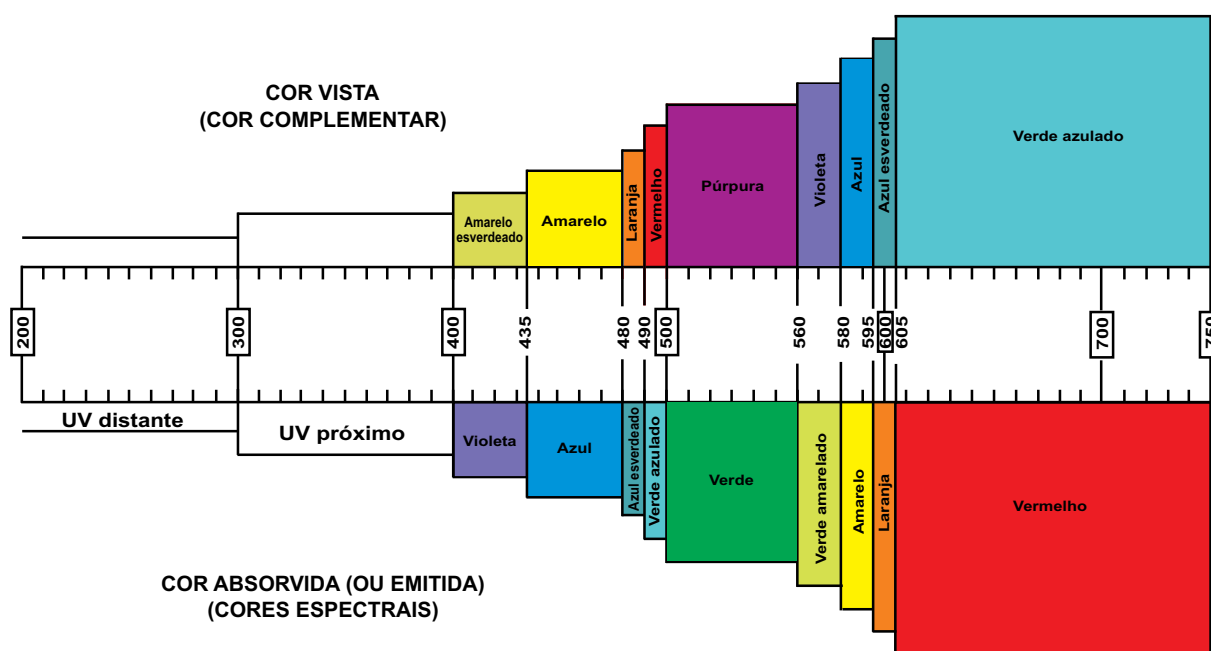 COR VISTA
(COR COMPLEMENTAR)
Amarelo
esverdeado
Amarelo
Laranja
Vermelho
Púrpura
Violeta
Azul
Azul esverdeado
Verde azulado
200
300
400
435
480
490
500
560
580
595
600
605
700
750
UV distante
UV próximo
Violeta
Azul
Azul esverdeado
Verde azulado
Verde
Verde amarelado
Amarelo
Laranja
Vermelho
COR ABSORVIDA (OU EMITIDA)
(CORES ESPECTRAIS)